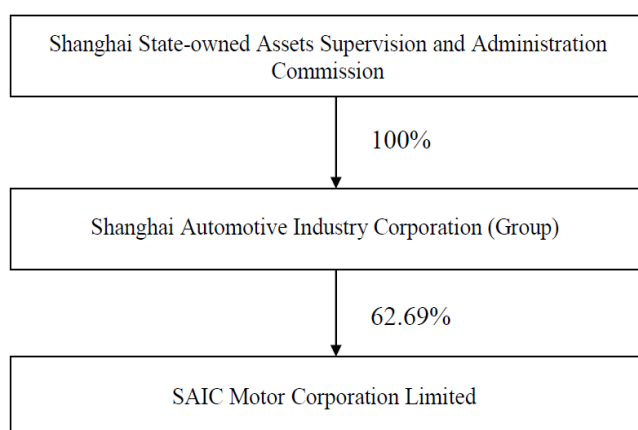 Shanghai State-owned Assets Supervision and Administration
Commission
100%
Shanghai Automotive Industry Corporation (Group)
62.69%
SAIC Motor Corporation Limited